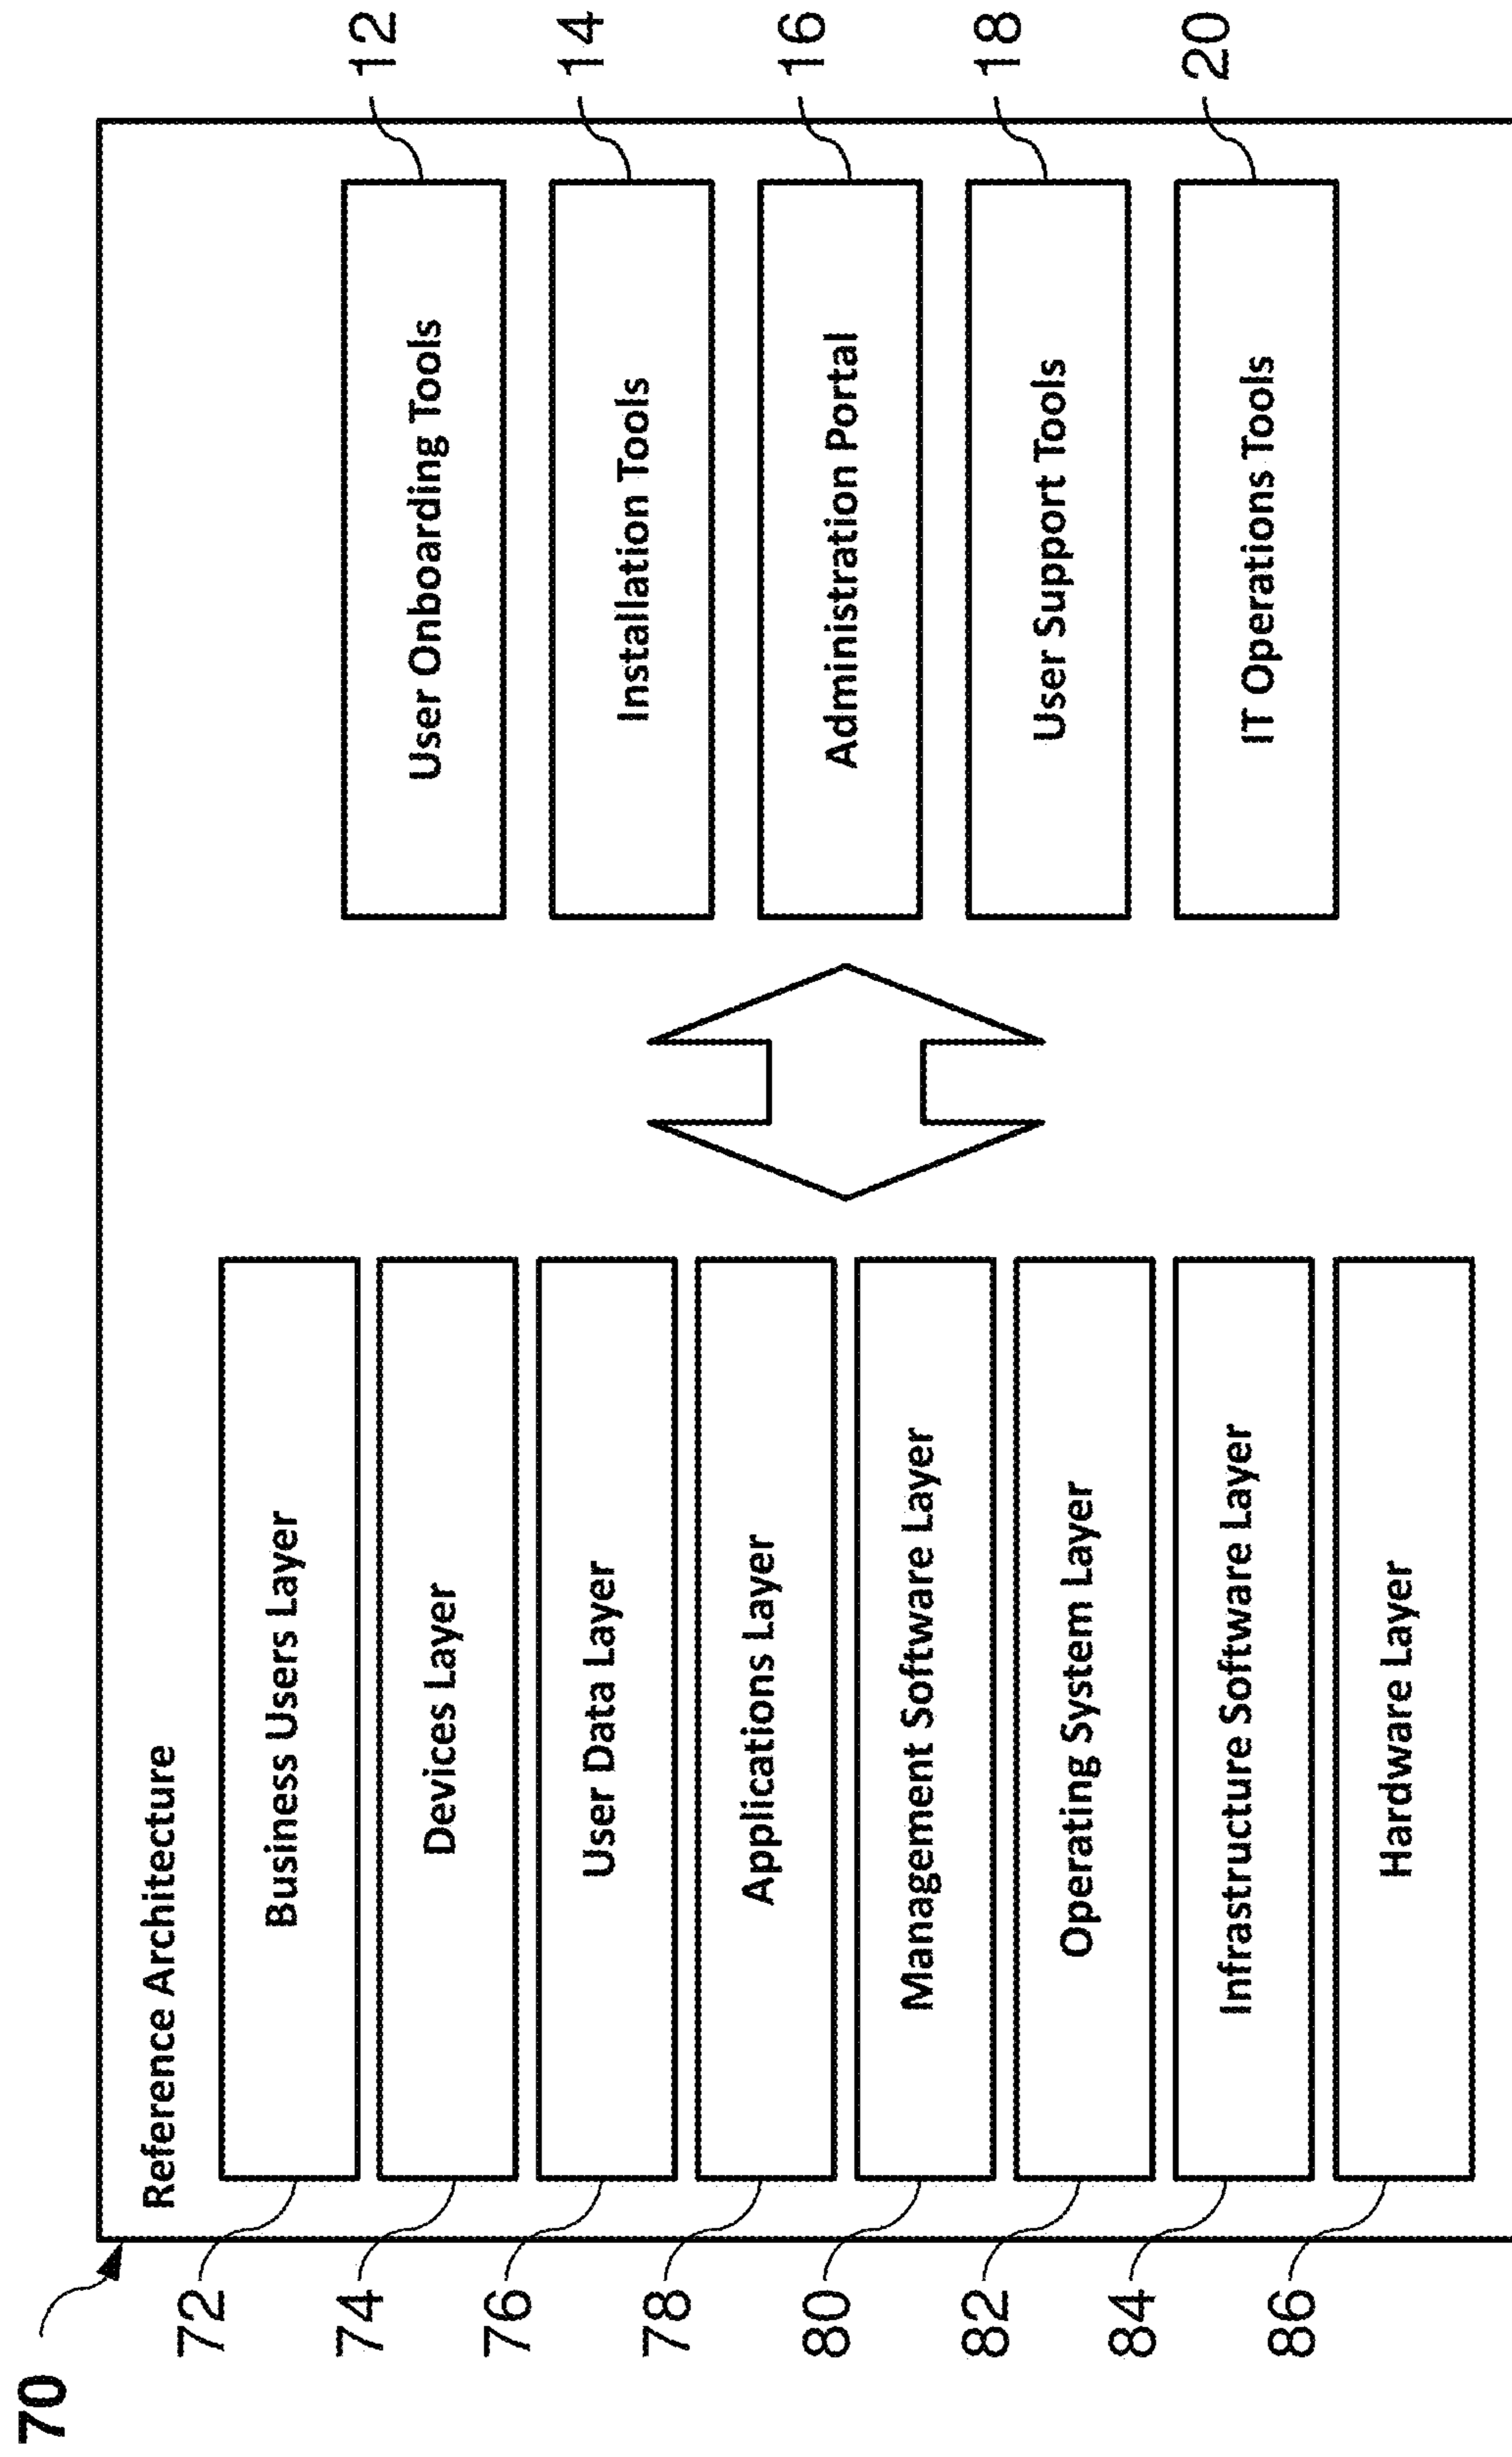 70
Reference Architecture
72
Business Users Layer
74
Devices Layer
76
User Data Layer
78
Applications Layer
80
Management Software Layer
82
Operating System Layer
84
Infrastructure Software Layer
86
Hardware Layer
User Onboarding Tools
12
Installation Tools
14
Administration Portal
16
User Support Tools
18
IT Operations Tools
20